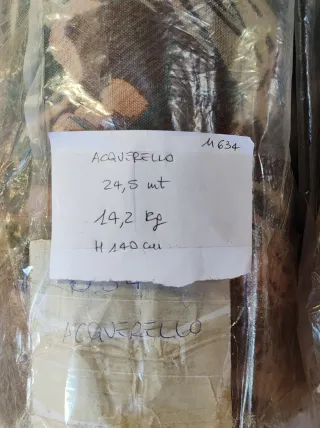 M634
ACQUERELLO
24,5 mt
14,2 Kg
H 140 cm
ACQUERELLO